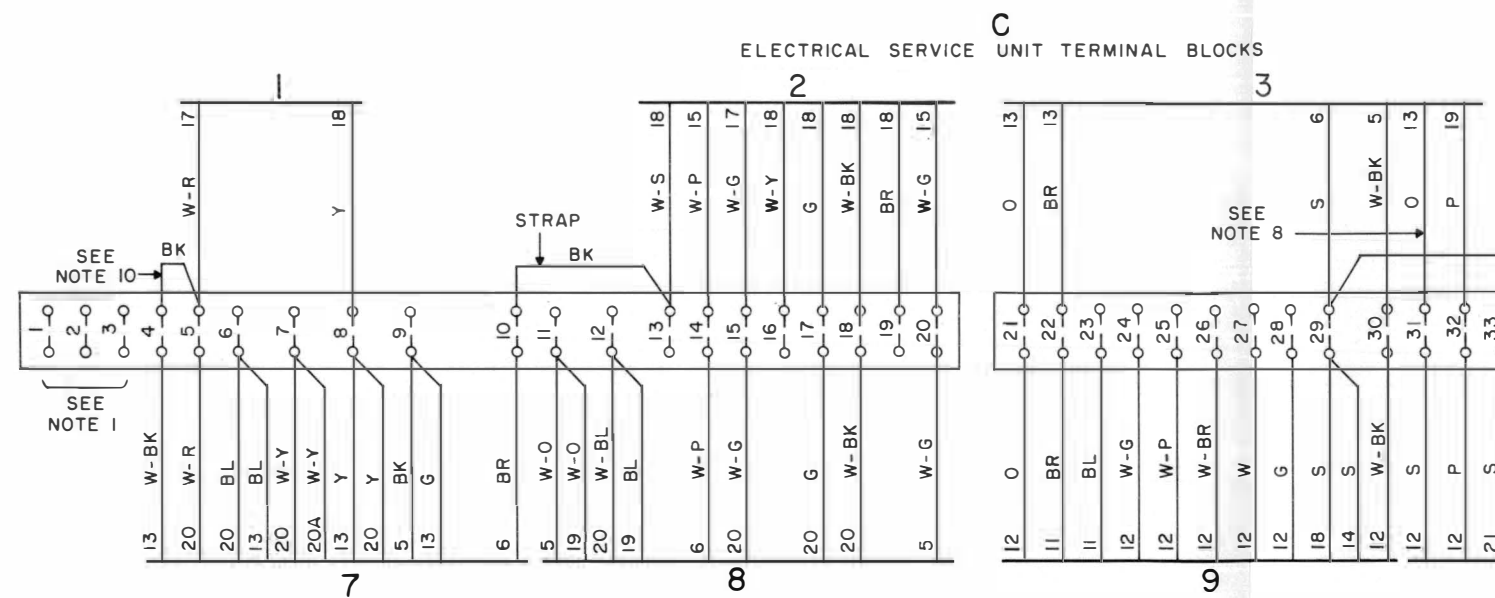 C
ELECTRICAL SERVICE UNIT TERMINAL BLOCKS
1 2 3
17 18 18 15 17 18 18 18 18 15 13 13 6 5 13 19
W-R Y W-S W-P W-G W-Y G W-BK BR W-G O BR S W-BK O P
SEE
NOTE 10
BK
STRAP
BK
SEE
NOTE 8
1 2 3 4 5 6 7 8 9 10 11 12 13 14 15 16 17 18 19 20 21 22 23 24 25 26 27 28 29 30 31 32 33
SEE
NOTE 1
W-BK W-R BL BL W-Y W-Y Y Y BK G BR W-O W-O W-BL BL W-P W-G G W-BK W-G O BR BL W-G W-P W-BR W G S S W-BK S P S
13 20 20 13 20 20A 13 20 5 13 6 5 19 20 19 6 20 20 20 5 12 11 11 12 12 12 12 12 18 14 12 12 12 21
7 8 9